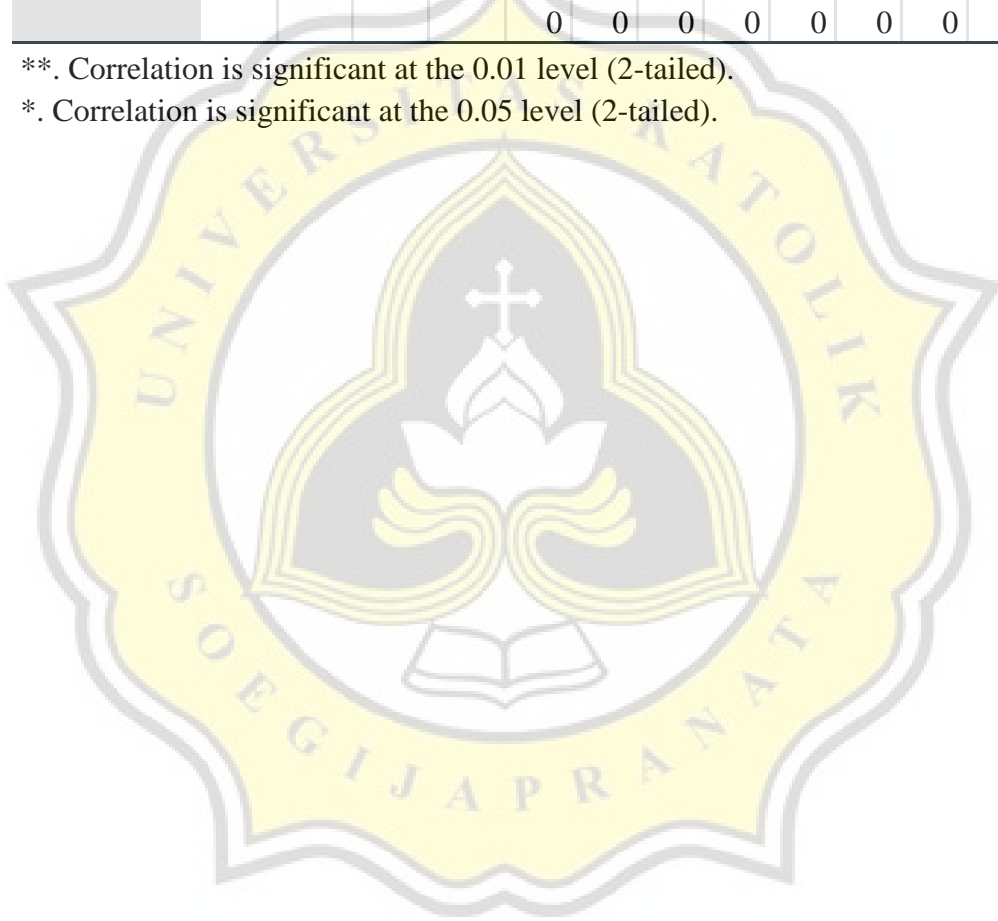 0 0 0 0 0 0 0
**. Correlation is significant at the 0.01 level (2-tailed).
*. Correlation is significant at the 0.05 level (2-tailed).
UNIVERSITAS KATOLIK
SOEGIJAPRANATA